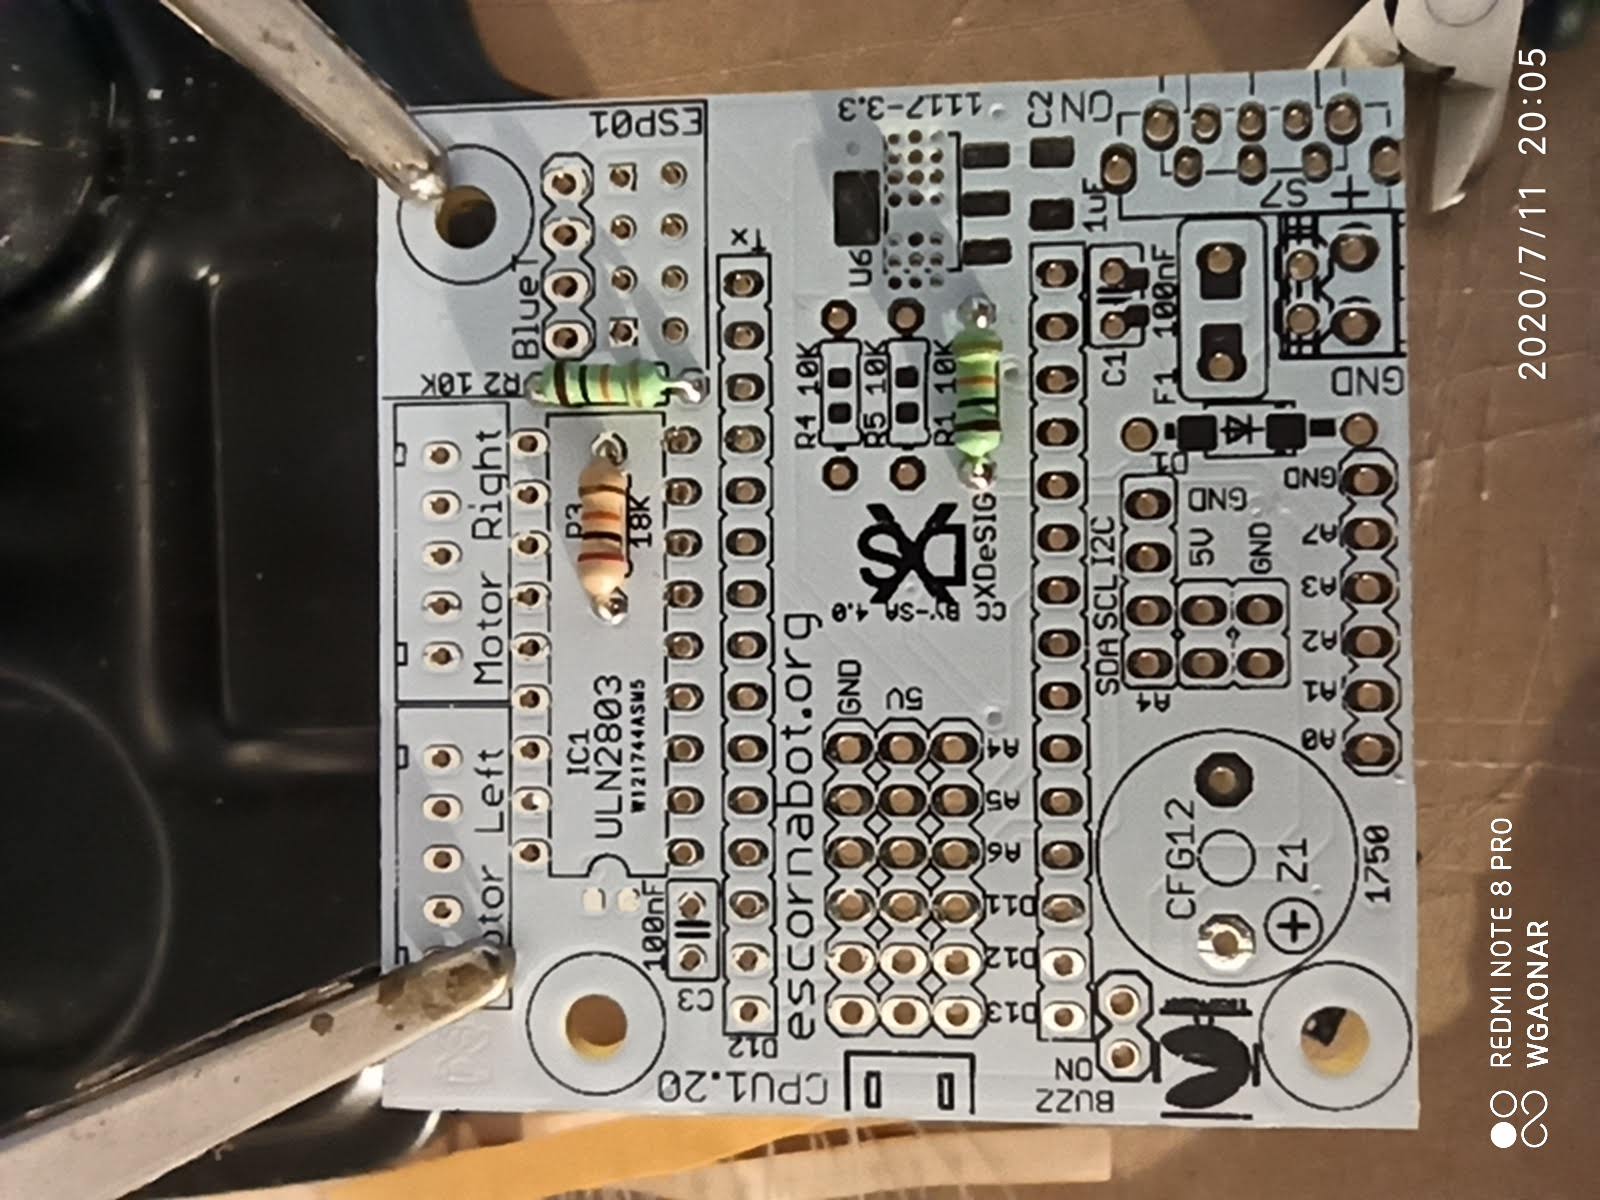 Left
Motor Right
R2 10K
BlueT
IC1
ULN2803
W121744ASM5
R3
18K
100nF
C3
ESP01
CPU1.20
D12
TX
escornabot.org
GND
5V
CC BY-SA 4.0
R4 10K
R5 10K
U6
1117-3.3
R1 10K
XDeSIG
D13
D12
D11
A6
A5
A4
BUZZ
ON
C2
1uF
SDA SCL I2C
A4
D1
C1
100nF
F1
CFG12
5V
GND
GND
Z1
S7
A0
A1
A2
A3
A7
GND
GND
+
-
1750
REDMI NOTE 8 PRO
WGAONAR
2020/7/11 20:05